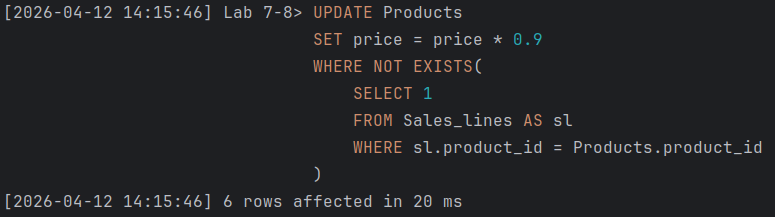 [2026-04-12 14:15:46] Lab 7-8> UPDATE Products
SET price = price * 0.9
WHERE NOT EXISTS(
SELECT 1
FROM Sales_lines AS sl
WHERE sl.product_id = Products.product_id
)
[2026-04-12 14:15:46] 6 rows affected in 20 ms